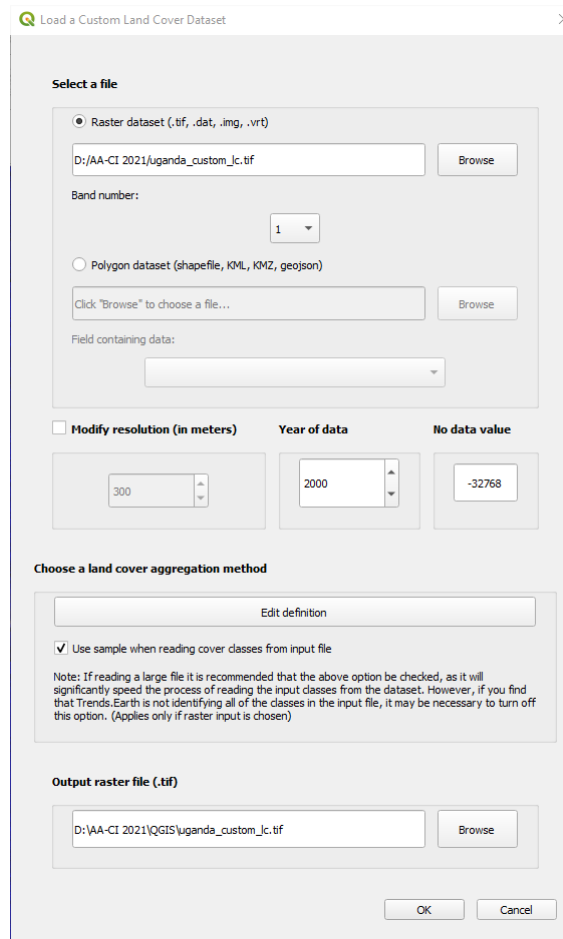 Load a Custom Land Cover Dataset
Select a file
Raster dataset (.tif, .dat, .img, .vrt)
D:/AA-CI 2021/uganda_custom_lc.tif
Browse
Band number:
1
Polygon dataset (shapefile, KML, KMZ, geojson)
Click "Browse" to choose a file...
Browse
Field containing data:
Modify resolution (in meters)
Year of data
No data value
300
2000
-32768
Choose a land cover aggregation method
Edit definition
Use sample when reading cover classes from input file
Note: If reading a large file it is recommended that the above option be checked, as it will
significantly speed the process of reading the input classes from the dataset. However, if you find
that Trends.Earth is not identifying all of the classes in the input file, it may be necessary to turn off
this option. (Applies only if raster input is chosen)
Output raster file (.tif)
D:\AA-CI 2021\QGIS\uganda_custom_lc.tif
Browse
OK
Cancel